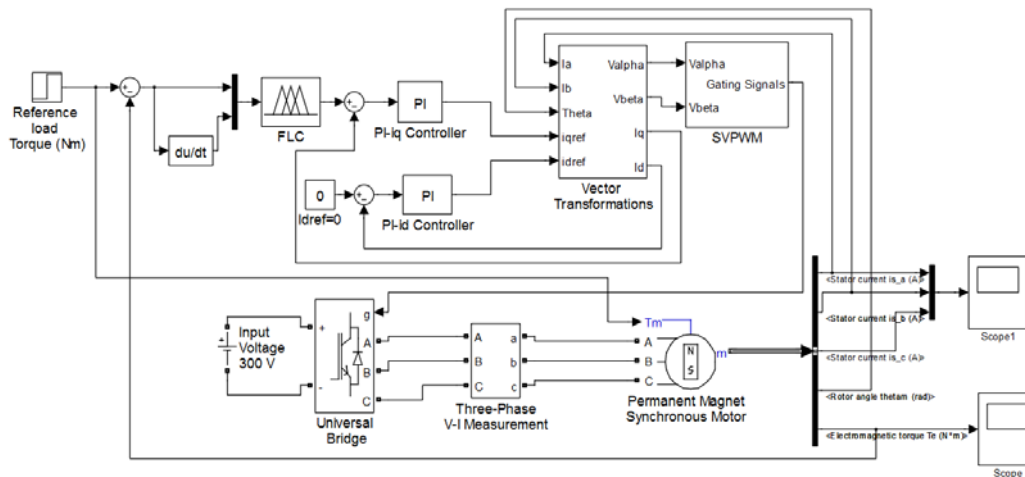 Reference
load
Torque (Nm)
du/dt
FLC
PI
PI-iq Controller
0
Idref=0
PI
PI-id Controller
Ia
Ib
Theta
iqref
idref
Valpha
Vbeta
Iq
Id
Vector
Transformations
Valpha
Vbeta
Gating Signals
SVPWM
+
-
Input
Voltage
300 V
+
-
g
A
B
C
Universal
Bridge
A
B
C
a
b
c
Three-Phase
V-I Measurement
Tm
A
B
C
N
S
m
Permanent Magnet
Synchronous Motor
<Stator current is_a (A)>
<Stator current is_b (A)>
<Stator current is_c (A)>
<Rotor angle thetam (rad)>
<Electromagnetic torque Te (N*m)>
Scope1
Scope